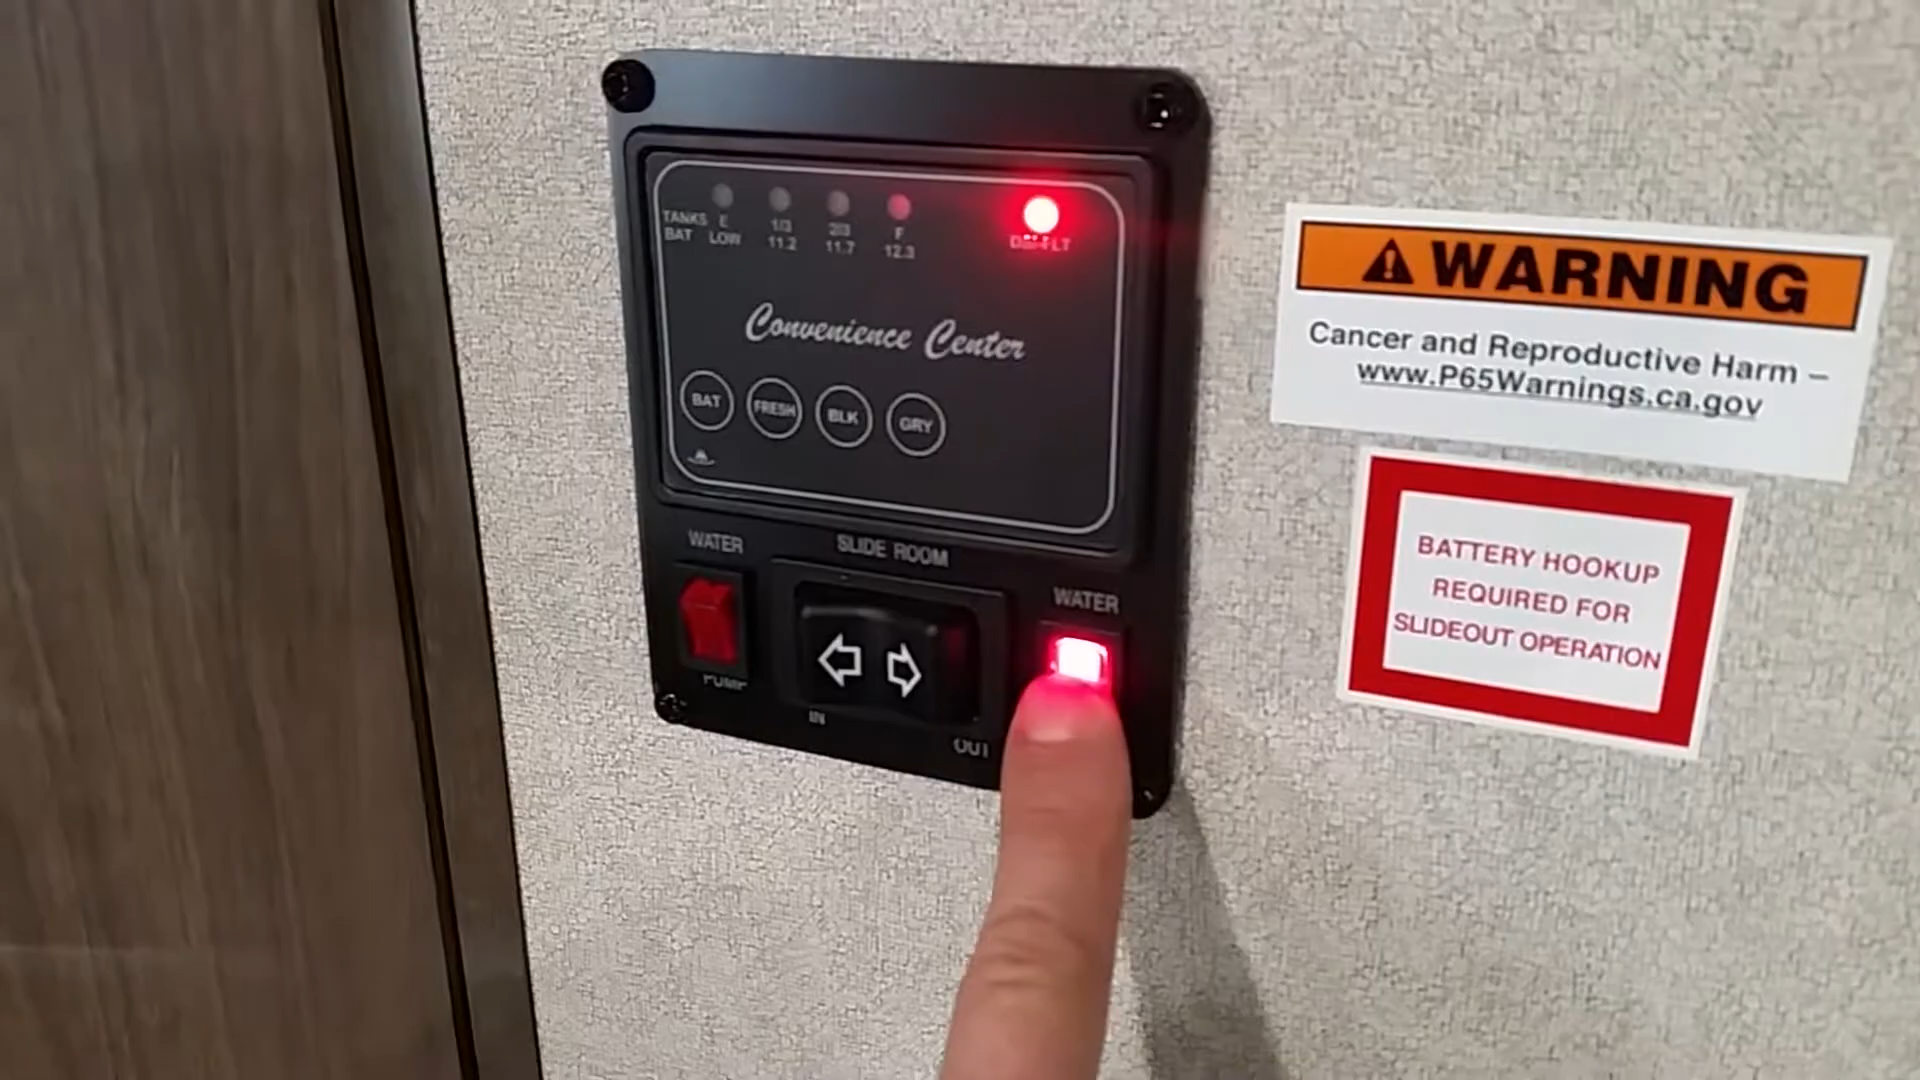 TANKS E 1/3 2/3 F
BAT LOW 11.2 11.7 12.3
Convenience Center
BAT FRESH BLK GRY
WATER SLIDE ROOM WATER
PUMP IN OUT
WARNING
Cancer and Reproductive Harm –
www.P65Warnings.ca.gov
BATTERY HOOKUP
REQUIRED FOR
SLIDEOUT OPERATION